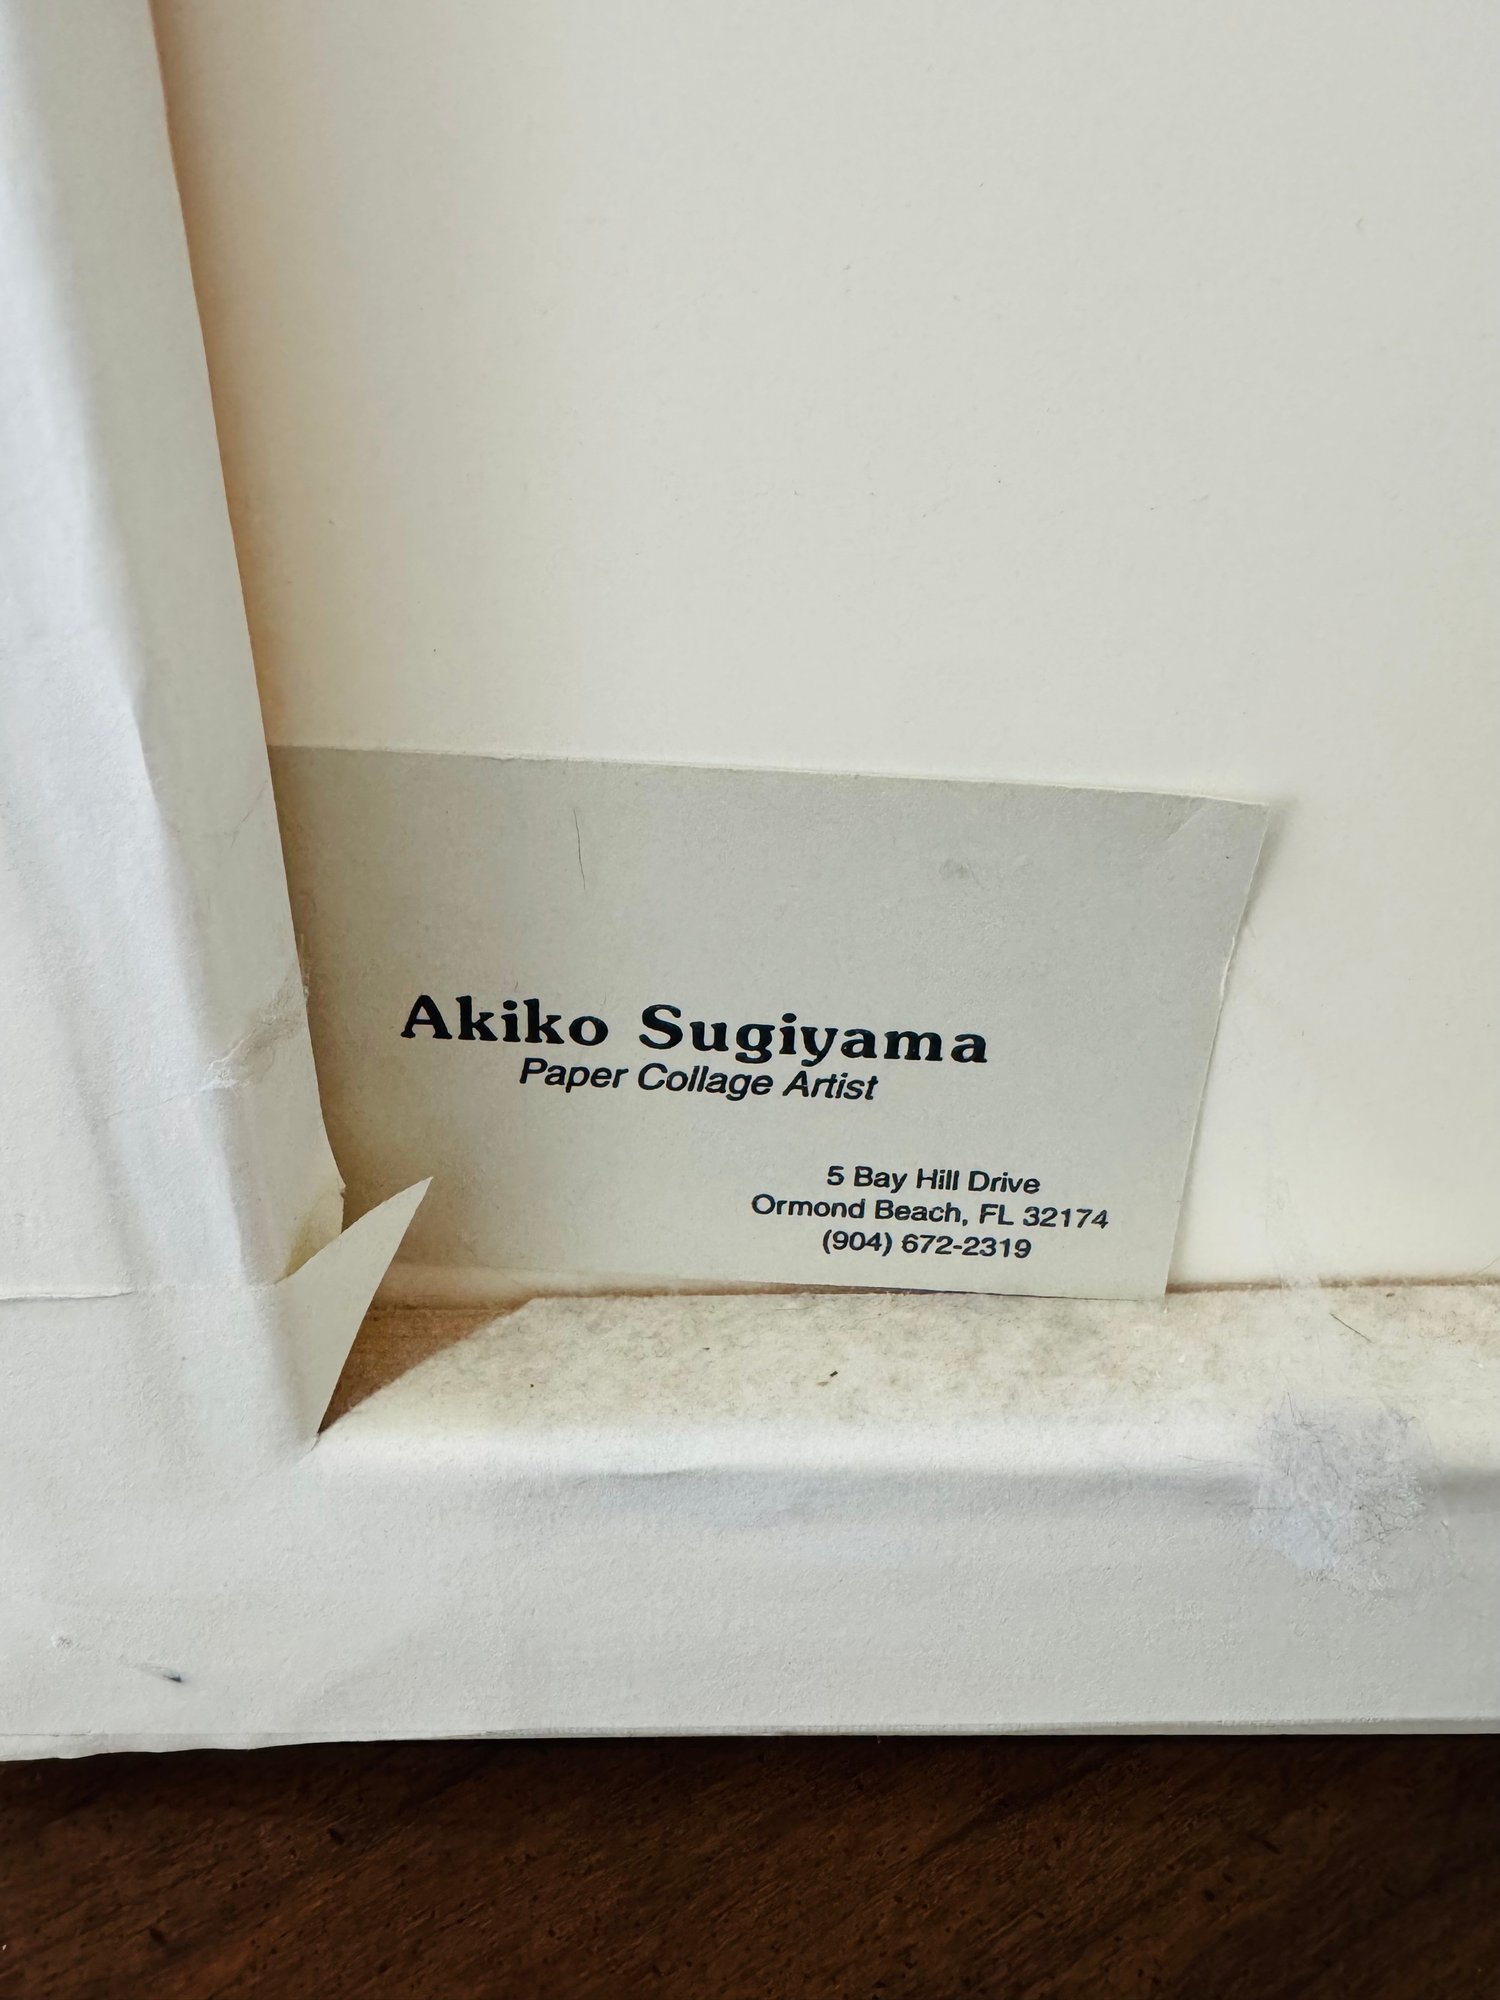 Akiko Sugiyama
Paper Collage Artist
5 Bay Hill Drive
Ormond Beach, FL 32174
(904) 672-2319